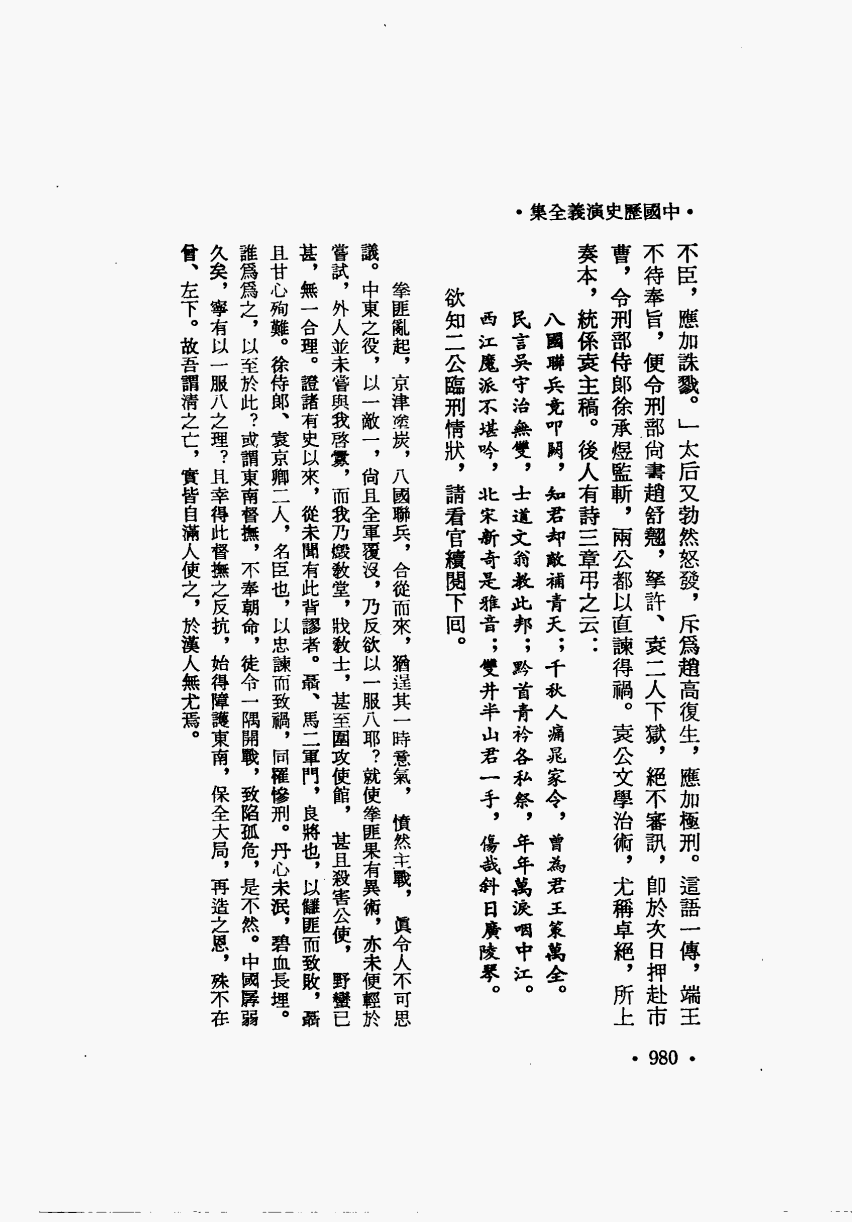 •中國歷史演義全集•
不臣，應加誅戮。」太后又勃然怒發，斥爲趙高復生，應加極刑。這語一傳，端王
不待奉旨，便令刑部尙書趙舒翹，拏許、袁二人下獄，絕不審訊，卽於次日押赴市
曹，令刑部侍郞徐承煜監斬，兩公都以直諫得禍。袁公文學治術，尤稱卓絕，所上
奏本，統係袁主稿。後人有詩三章弔之云：
八國聯兵竟叩關，知君却敵補青天；千秋人痛晁家令，曾為君王策萬全。
民言吳守治無雙，士道文翁教此邦；黔首青衿各私祭，年年萬淚咽中江。
西江魔派不堪吟，北宋新奇是雅音；雙井半山君一手，傷哉斜日廣陵琴。
欲知二公臨刑情狀，請看官續閱下回。
拳匪亂起，京津塗炭，八國聯兵，合從而來，猶逞其一時意氣，憤然主戰，眞令人不可思
議。中東之役，以一敵一，尙且全軍覆沒，乃反欲以一服八耶？就使拳匪果有異術，亦未便輕於
嘗試，外人並未嘗與我啓釁，而我乃燬敎堂，戕敎士，甚至圍攻使館，甚且殺害公使，野蠻已
甚，無一合理。證諸有史以來，從未聞有此背謬者。聶、馬二軍門，良將也，以讎匪而致敗，聶
且甘心殉難。徐侍郞、袁京卿二人，名臣也，以忠諫而致禍，同罹慘刑。丹心未泯，碧血長埋。
誰爲爲之，以至於此？或謂東南督撫，不奉朝命，徒令一隅開戰，致陷孤危，是不然。中國孱弱
久矣，寧有以一服八之理？且幸得此督撫之反抗，始得障護東南，保全大局，再造之恩，殊不在
曾、左下。故吾謂淸之亡，實皆自滿人使之，於漢人無尤焉。
•980•